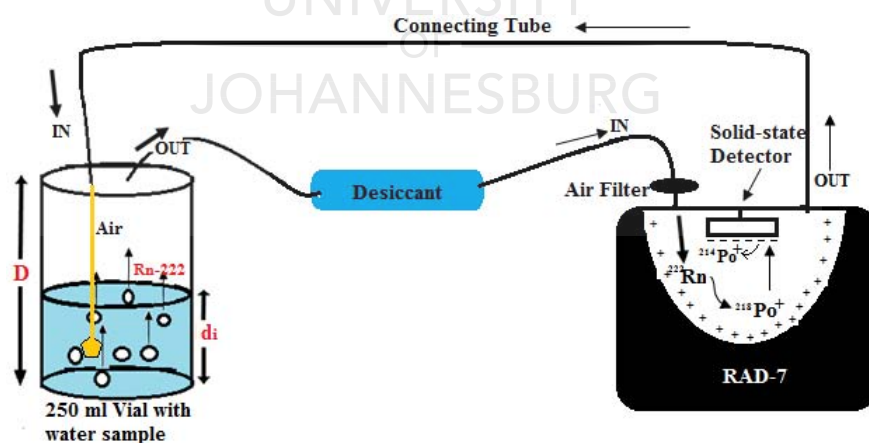 UNIVERSITY
OF
JOHANNESBURG
Connecting Tube
IN
OUT
IN
Solid-state
Detector
OUT
Desiccant
Air Filter
Air
Rn-222
D
di
250 ml Vial with
water sample
²¹⁴Po⁺
²²²Rn
²¹⁸Po⁺
RAD-7